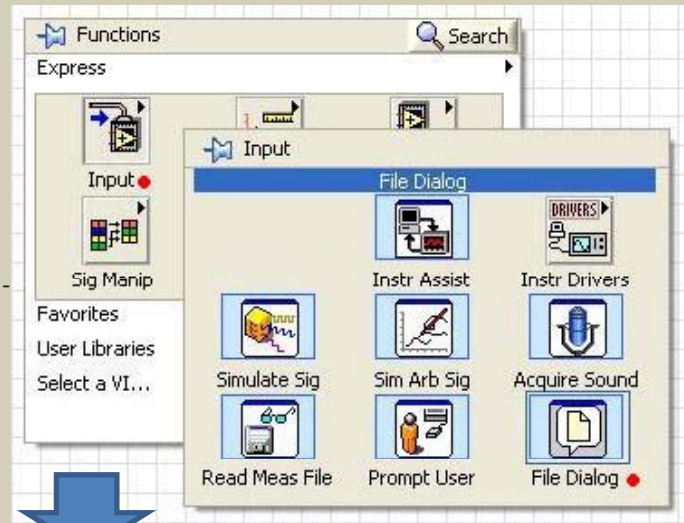 Functions
Search
Express
Input
Sig Manip
Favorites
User Libraries
Select a VI...
Input
File Dialog
DRIVERS
Instr Assist
Instr Drivers
Simulate Sig
Sim Arb Sig
Acquire Sound
Read Meas File
Prompt User
File Dialog